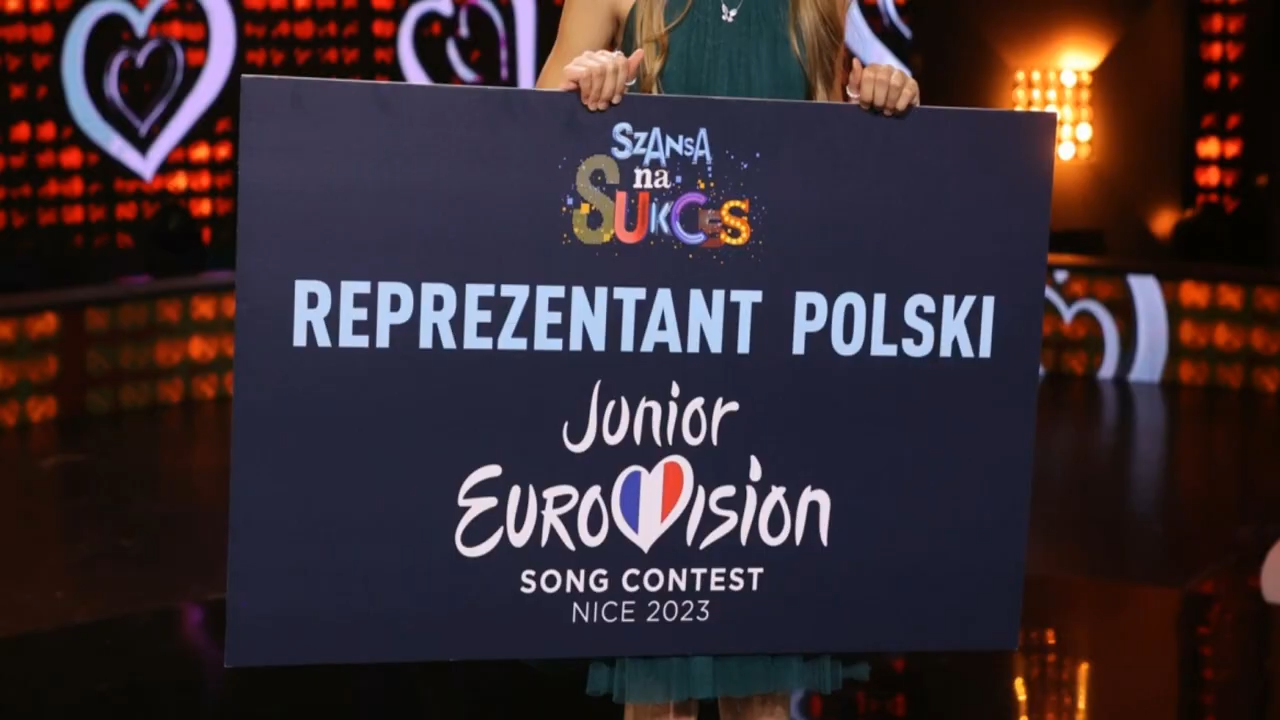 SZANSA
na
SUKCES
REPREZENTANT POLSKI
Junior
EUROVISION
SONG CONTEST
NICE 2023